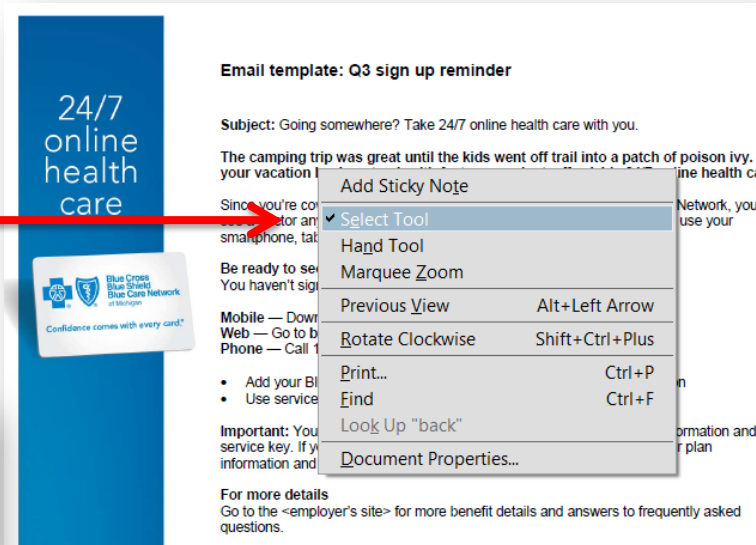 24/7
online
health
care
Blue Cross
Blue Shield
Blue Care Network
of Michigan
Confidence comes with every card.®
Email template: Q3 sign up reminder
Subject: Going somewhere? Take 24/7 online health care with you.
The camping trip was great until the kids went off trail into a patch of poison ivy.
your vacation
line health ca
Since you're co
Network, you
tor an
use your
smartphone, tab
Be ready to see
You haven't sign
Mobile — Down
Web — Go to b
Phone — Call 1
• Add your Bl
• Use service
Important: You
ormation and
service key. If y
r plan
information and
For more details
Go to the <employer's site> for more benefit details and answers to frequently asked
questions.
Add Sticky Note
Select Tool
Hand Tool
Marquee Zoom
Previous View Alt+Left Arrow
Rotate Clockwise Shift+Ctrl+Plus
Print... Ctrl+P
Find Ctrl+F
Look Up "back"
Document Properties...